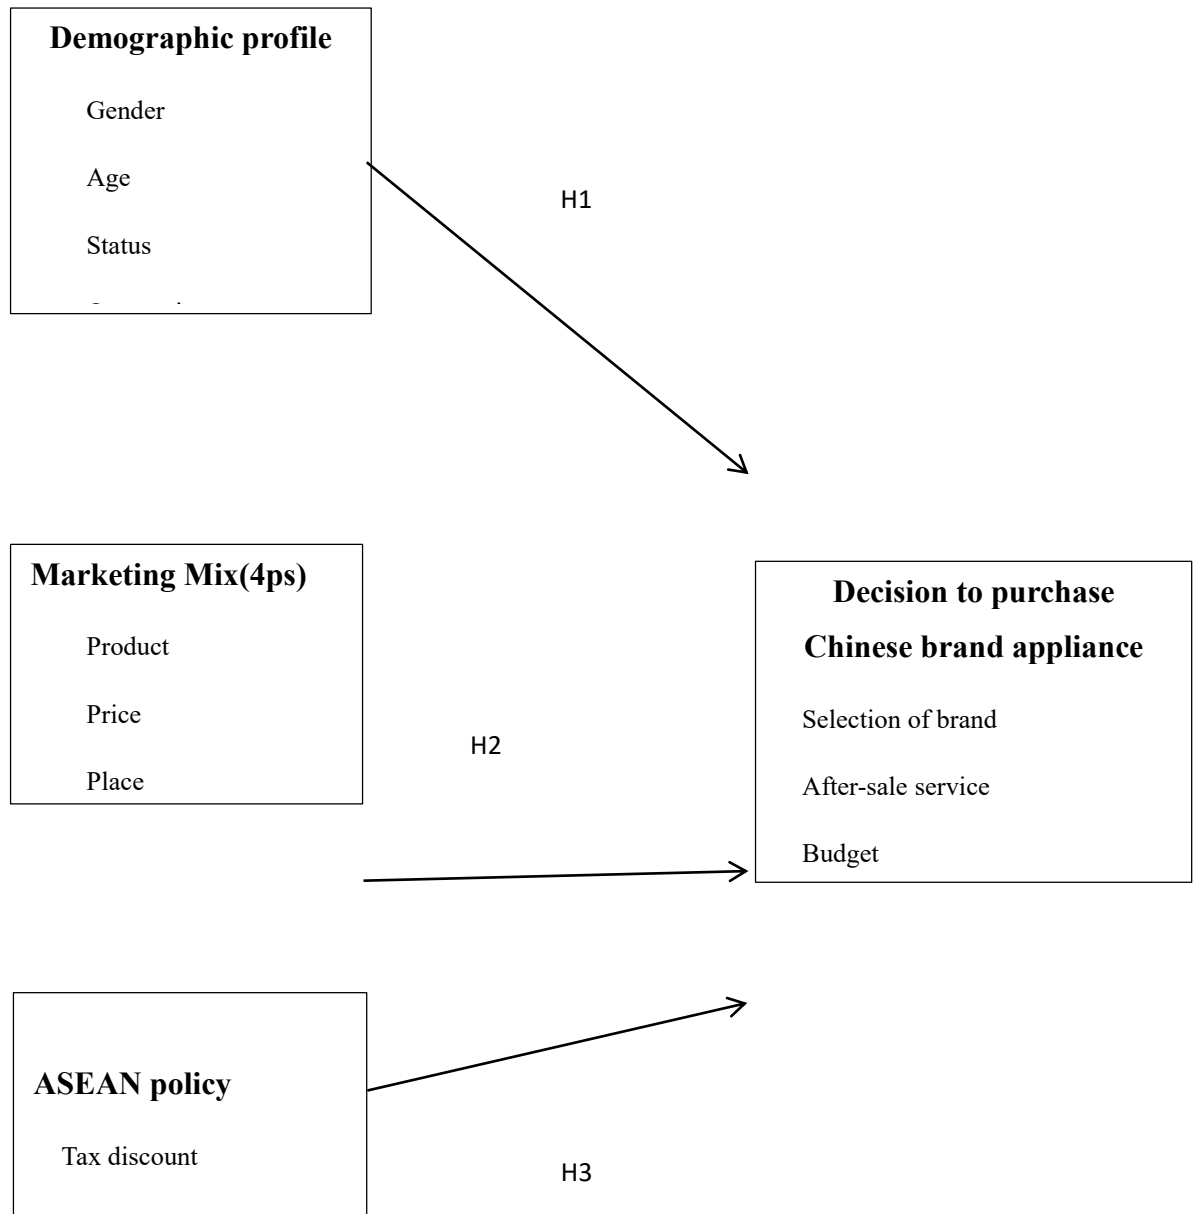 Demographic profile
Gender
Age
Status
H1
Marketing Mix(4ps)
Product
Price
Place
H2
Decision to purchase
Chinese brand appliance
Selection of brand
After-sale service
Budget
ASEAN policy
Tax discount
H3